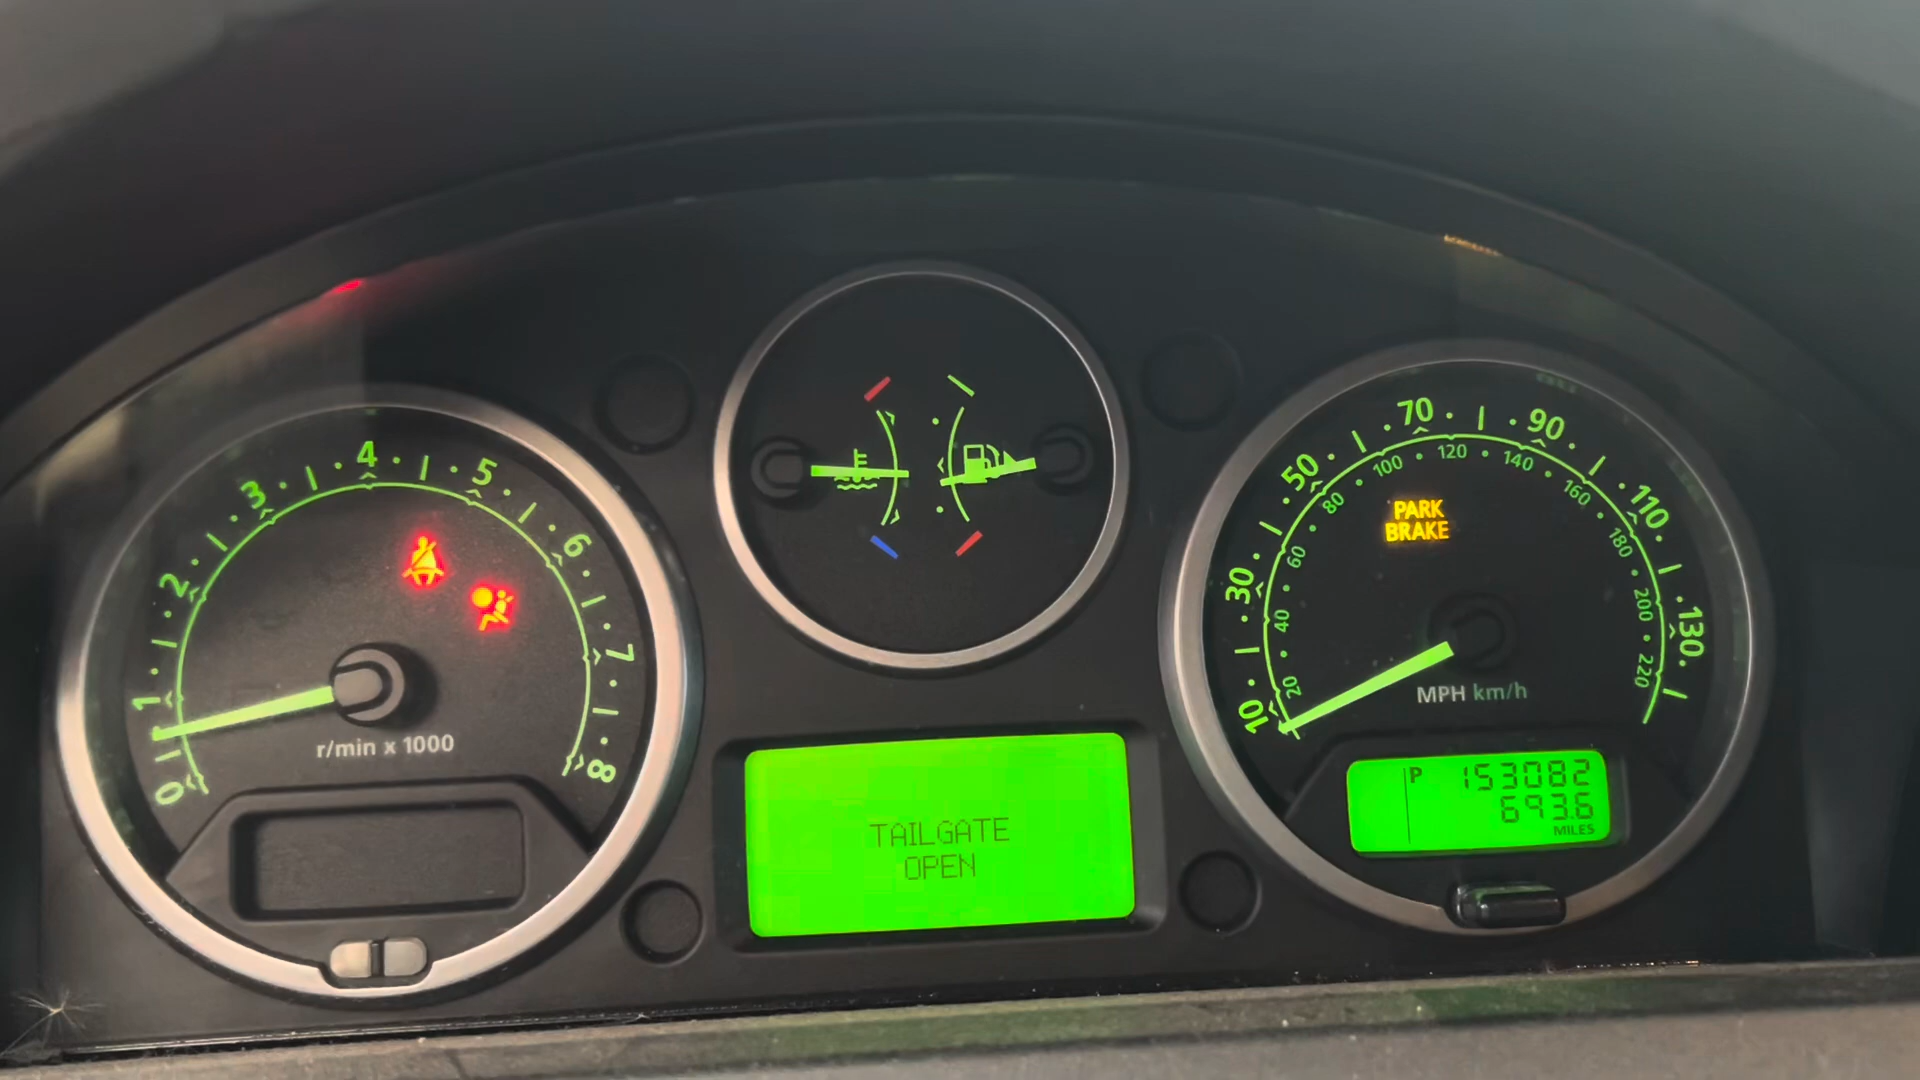 0 1 2 3 4 5 6 7 8
r/min x 1000
TAILGATE
OPEN
10 30 50 70 90 110 130
20 40 60 80 100 120 140 160 180 200 220
PARK
BRAKE
MPH km/h
P 153082
693.6
MILES